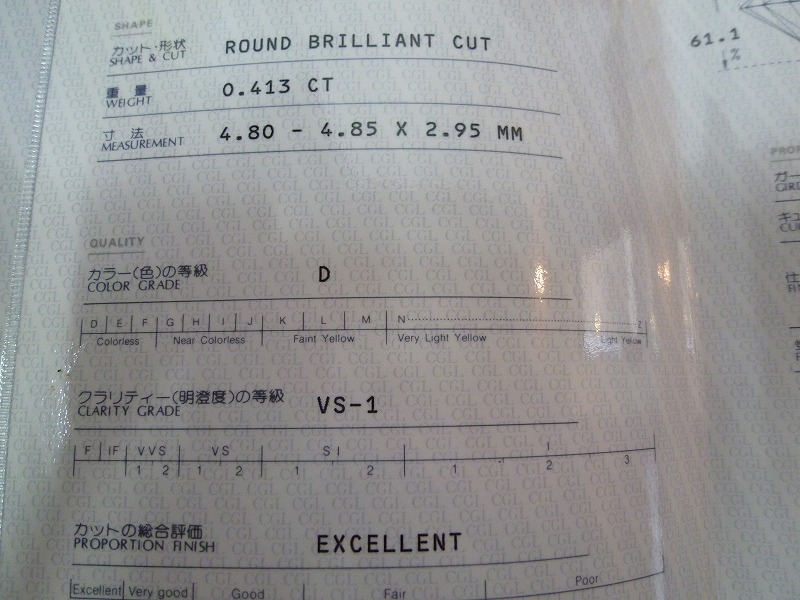 SHAPE
カット・形状
SHAPE & CUT
ROUND BRILLIANT CUT
重量
WEIGHT
0.413 CT
寸法
MEASUREMENT
4.80 - 4.85 X 2.95 MM
61.1
%
QUALITY
カラー(色)の等級
COLOR GRADE
D
D E F G H I J K L M N Z
Colorless Near Colorless Faint Yellow Very Light Yellow Light Yellow
クラリティー(明澄度)の等級
CLARITY GRADE
VS-1
F IF VVS VS SI I
1 2 1 2 1 2 1 2 3
カットの総合評価
PROPORTION FINISH
EXCELLENT
Excellent Very good Good Fair Poor